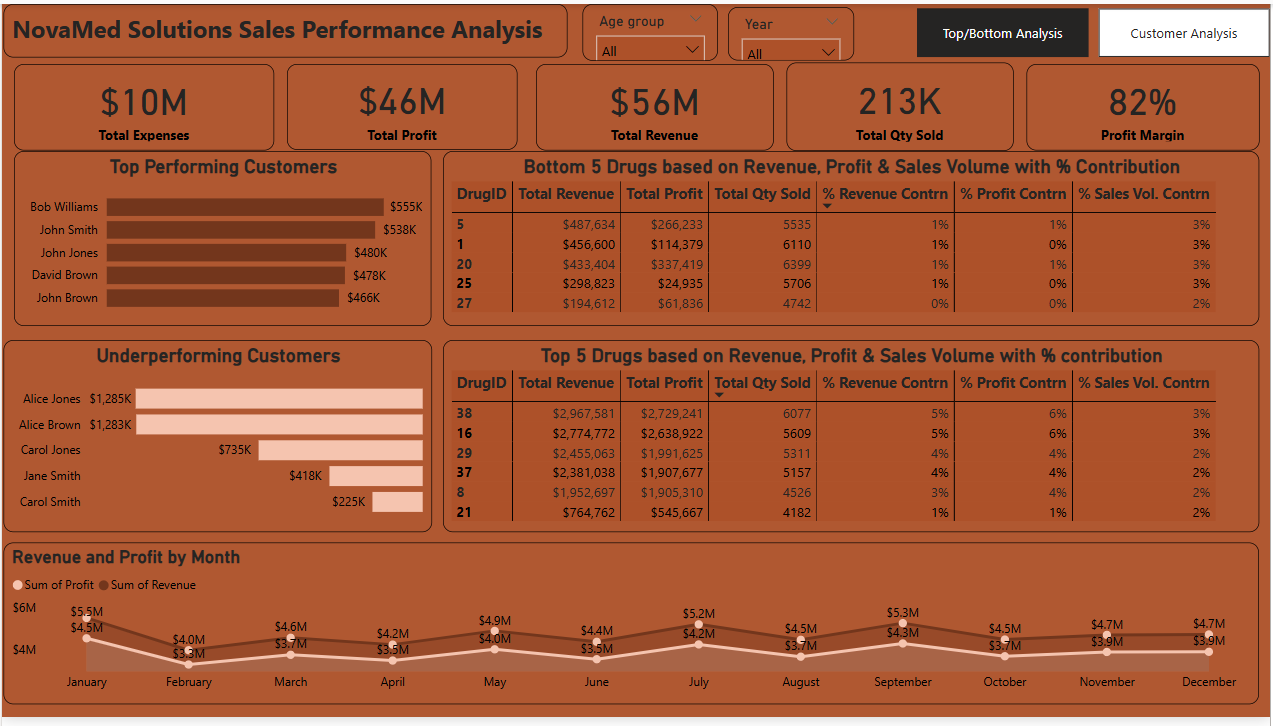 NovaMed Solutions Sales Performance Analysis
Age group
All
Year
All
Top/Bottom Analysis
Customer Analysis
$10M
Total Expenses
$46M
Total Profit
$56M
Total Revenue
213K
Total Qty Sold
82%
Profit Margin
Top Performing Customers
Bob Williams $555K
John Smith $538K
John Jones $480K
David Brown $478K
John Brown $466K
Bottom 5 Drugs based on Revenue, Profit & Sales Volume with % Contribution
DrugID Total Revenue Total Profit Total Qty Sold % Revenue Contrn % Profit Contrn % Sales Vol. Contrn
5 $487,634 $266,233 5535 1% 1% 3%
1 $456,600 $114,379 6110 1% 0% 3%
20 $433,404 $337,419 6399 1% 1% 3%
25 $298,823 $24,935 5706 1% 0% 3%
27 $194,612 $61,836 4742 0% 0% 2%
Underperforming Customers
Alice Jones $1,285K
Alice Brown $1,283K
Carol Jones $735K
Jane Smith $418K
Carol Smith $225K
Top 5 Drugs based on Revenue, Profit & Sales Volume with % contribution
DrugID Total Revenue Total Profit Total Qty Sold % Revenue Contrn % Profit Contrn % Sales Vol. Contrn
38 $2,967,581 $2,729,241 6077 5% 6% 3%
16 $2,774,772 $2,638,922 5609 5% 6% 3%
29 $2,455,063 $1,991,625 5311 4% 4% 2%
37 $2,381,038 $1,907,677 5157 4% 4% 2%
8 $1,952,697 $1,905,310 4526 3% 4% 2%
21 $764,762 $545,667 4182 1% 1% 2%
Revenue and Profit by Month
Sum of Profit Sum of Revenue
$6M
$4M
$5.5M $4.0M $4.6M $4.2M $4.9M $4.4M $5.2M $4.5M $5.3M $4.5M $4.7M $4.7M
$4.5M $3.3M $3.7M $3.5M $4.0M $3.5M $4.2M $3.7M $4.3M $3.7M $3.9M $3.9M
January February March April May June July August September October November December